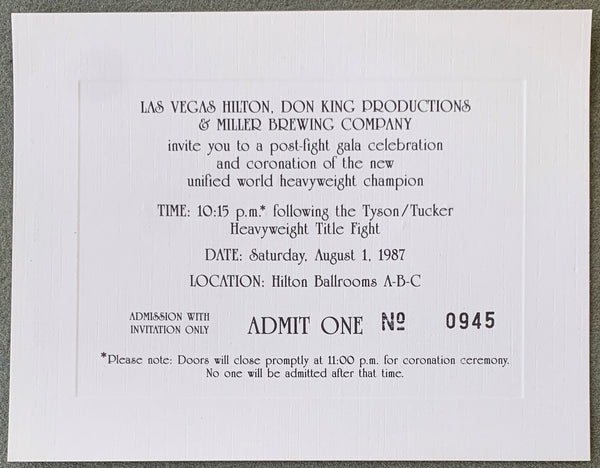 LAS VEGAS HILTON, DON KING PRODUCTIONS
& MILLER BREWING COMPANY
invite you to a post-fight gala celebration
and coronation of the new
unified world heavyweight champion
TIME: 10:15 p.m.* following the Tyson/Tucker
Heavyweight Title Fight
DATE: Saturday, August 1, 1987
LOCATION: Hilton Ballrooms A-B-C
ADMISSION WITH
INVITATION ONLY
ADMIT ONE № 0945
*Please note: Doors will close promptly at 11:00 p.m. for coronation ceremony.
No one will be admitted after that time.